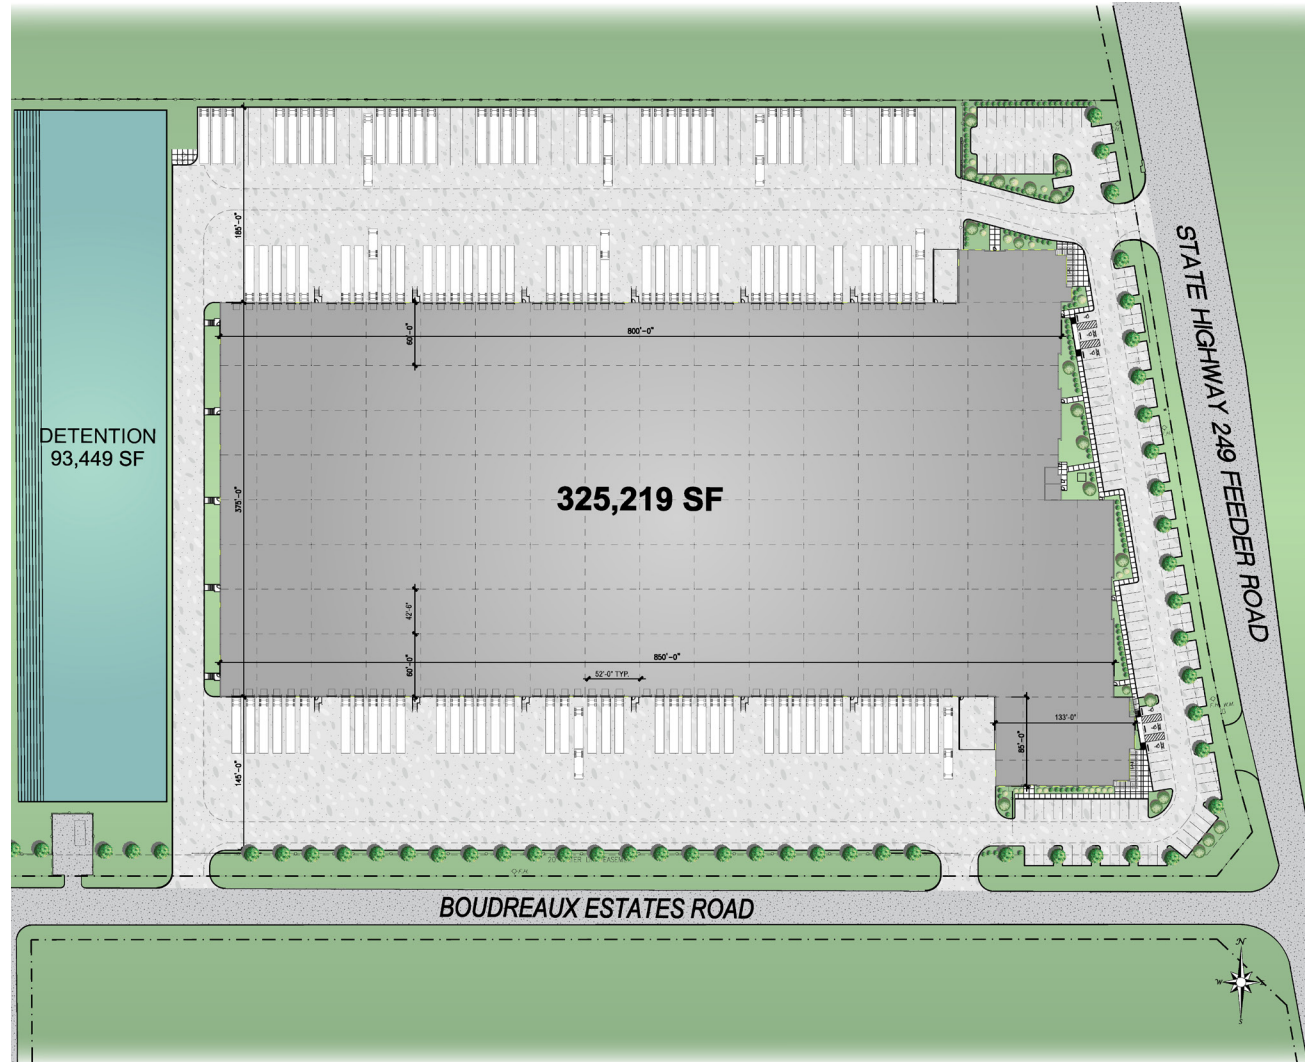 185'-0"
STATE HIGHWAY 249 FEEDER ROAD
800'-0"
60'-0"
DETENTION
93,449 SF
325,219 SF
375'-0"
42'-6"
60'-0"
850'-0"
52'-0" TYP.
133'-0"
85'-0"
145'-0"
F.H.
BOUDREAUX ESTATES ROAD
N
W
S